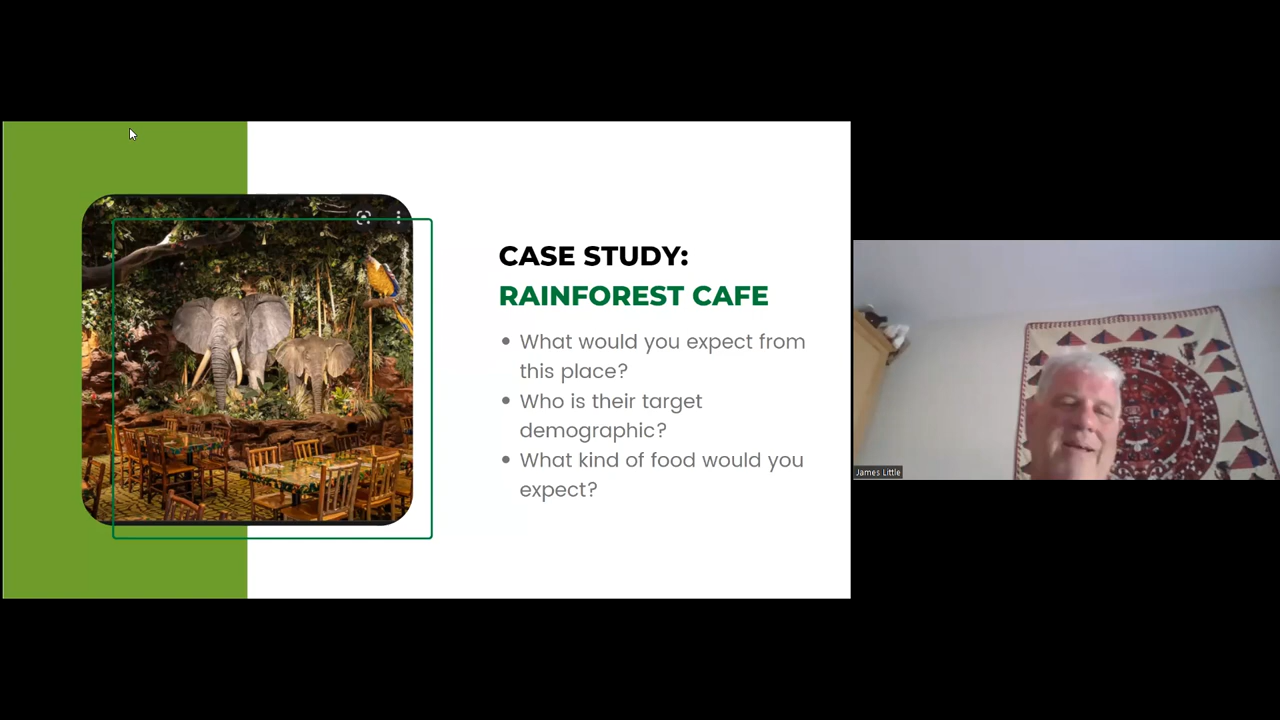 CASE STUDY:
RAINFOREST CAFE
• What would you expect from
this place?
• Who is their target
demographic?
• What kind of food would you
expect?
James Little